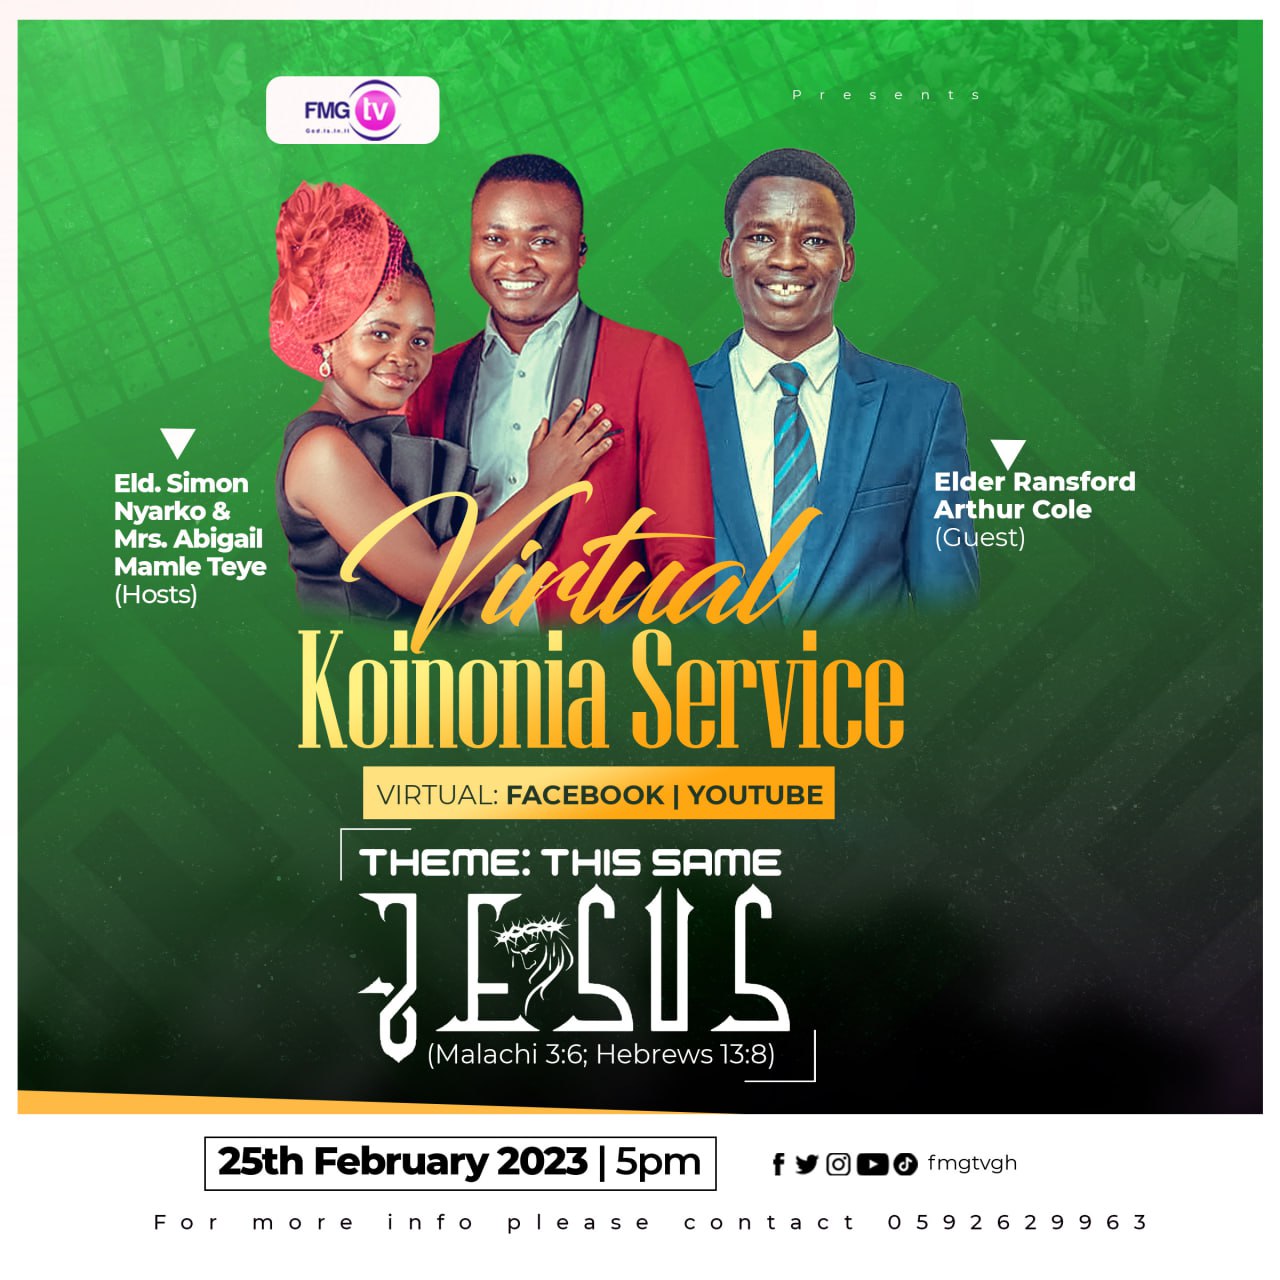 FMG tv
God.Is.In.It
Presents
Eld. Simon
Nyarko &
Mrs. Abigail
Mamle Teye
(Hosts)
Elder Ransford
Arthur Cole
(Guest)
Virtual
Koinonia Service
VIRTUAL: FACEBOOK | YOUTUBE
THEME: THIS SAME
JESUS
(Malachi 3:6; Hebrews 13:8)
25th February 2023 | 5pm
fmgtvgh
For more info please contact 0592629963